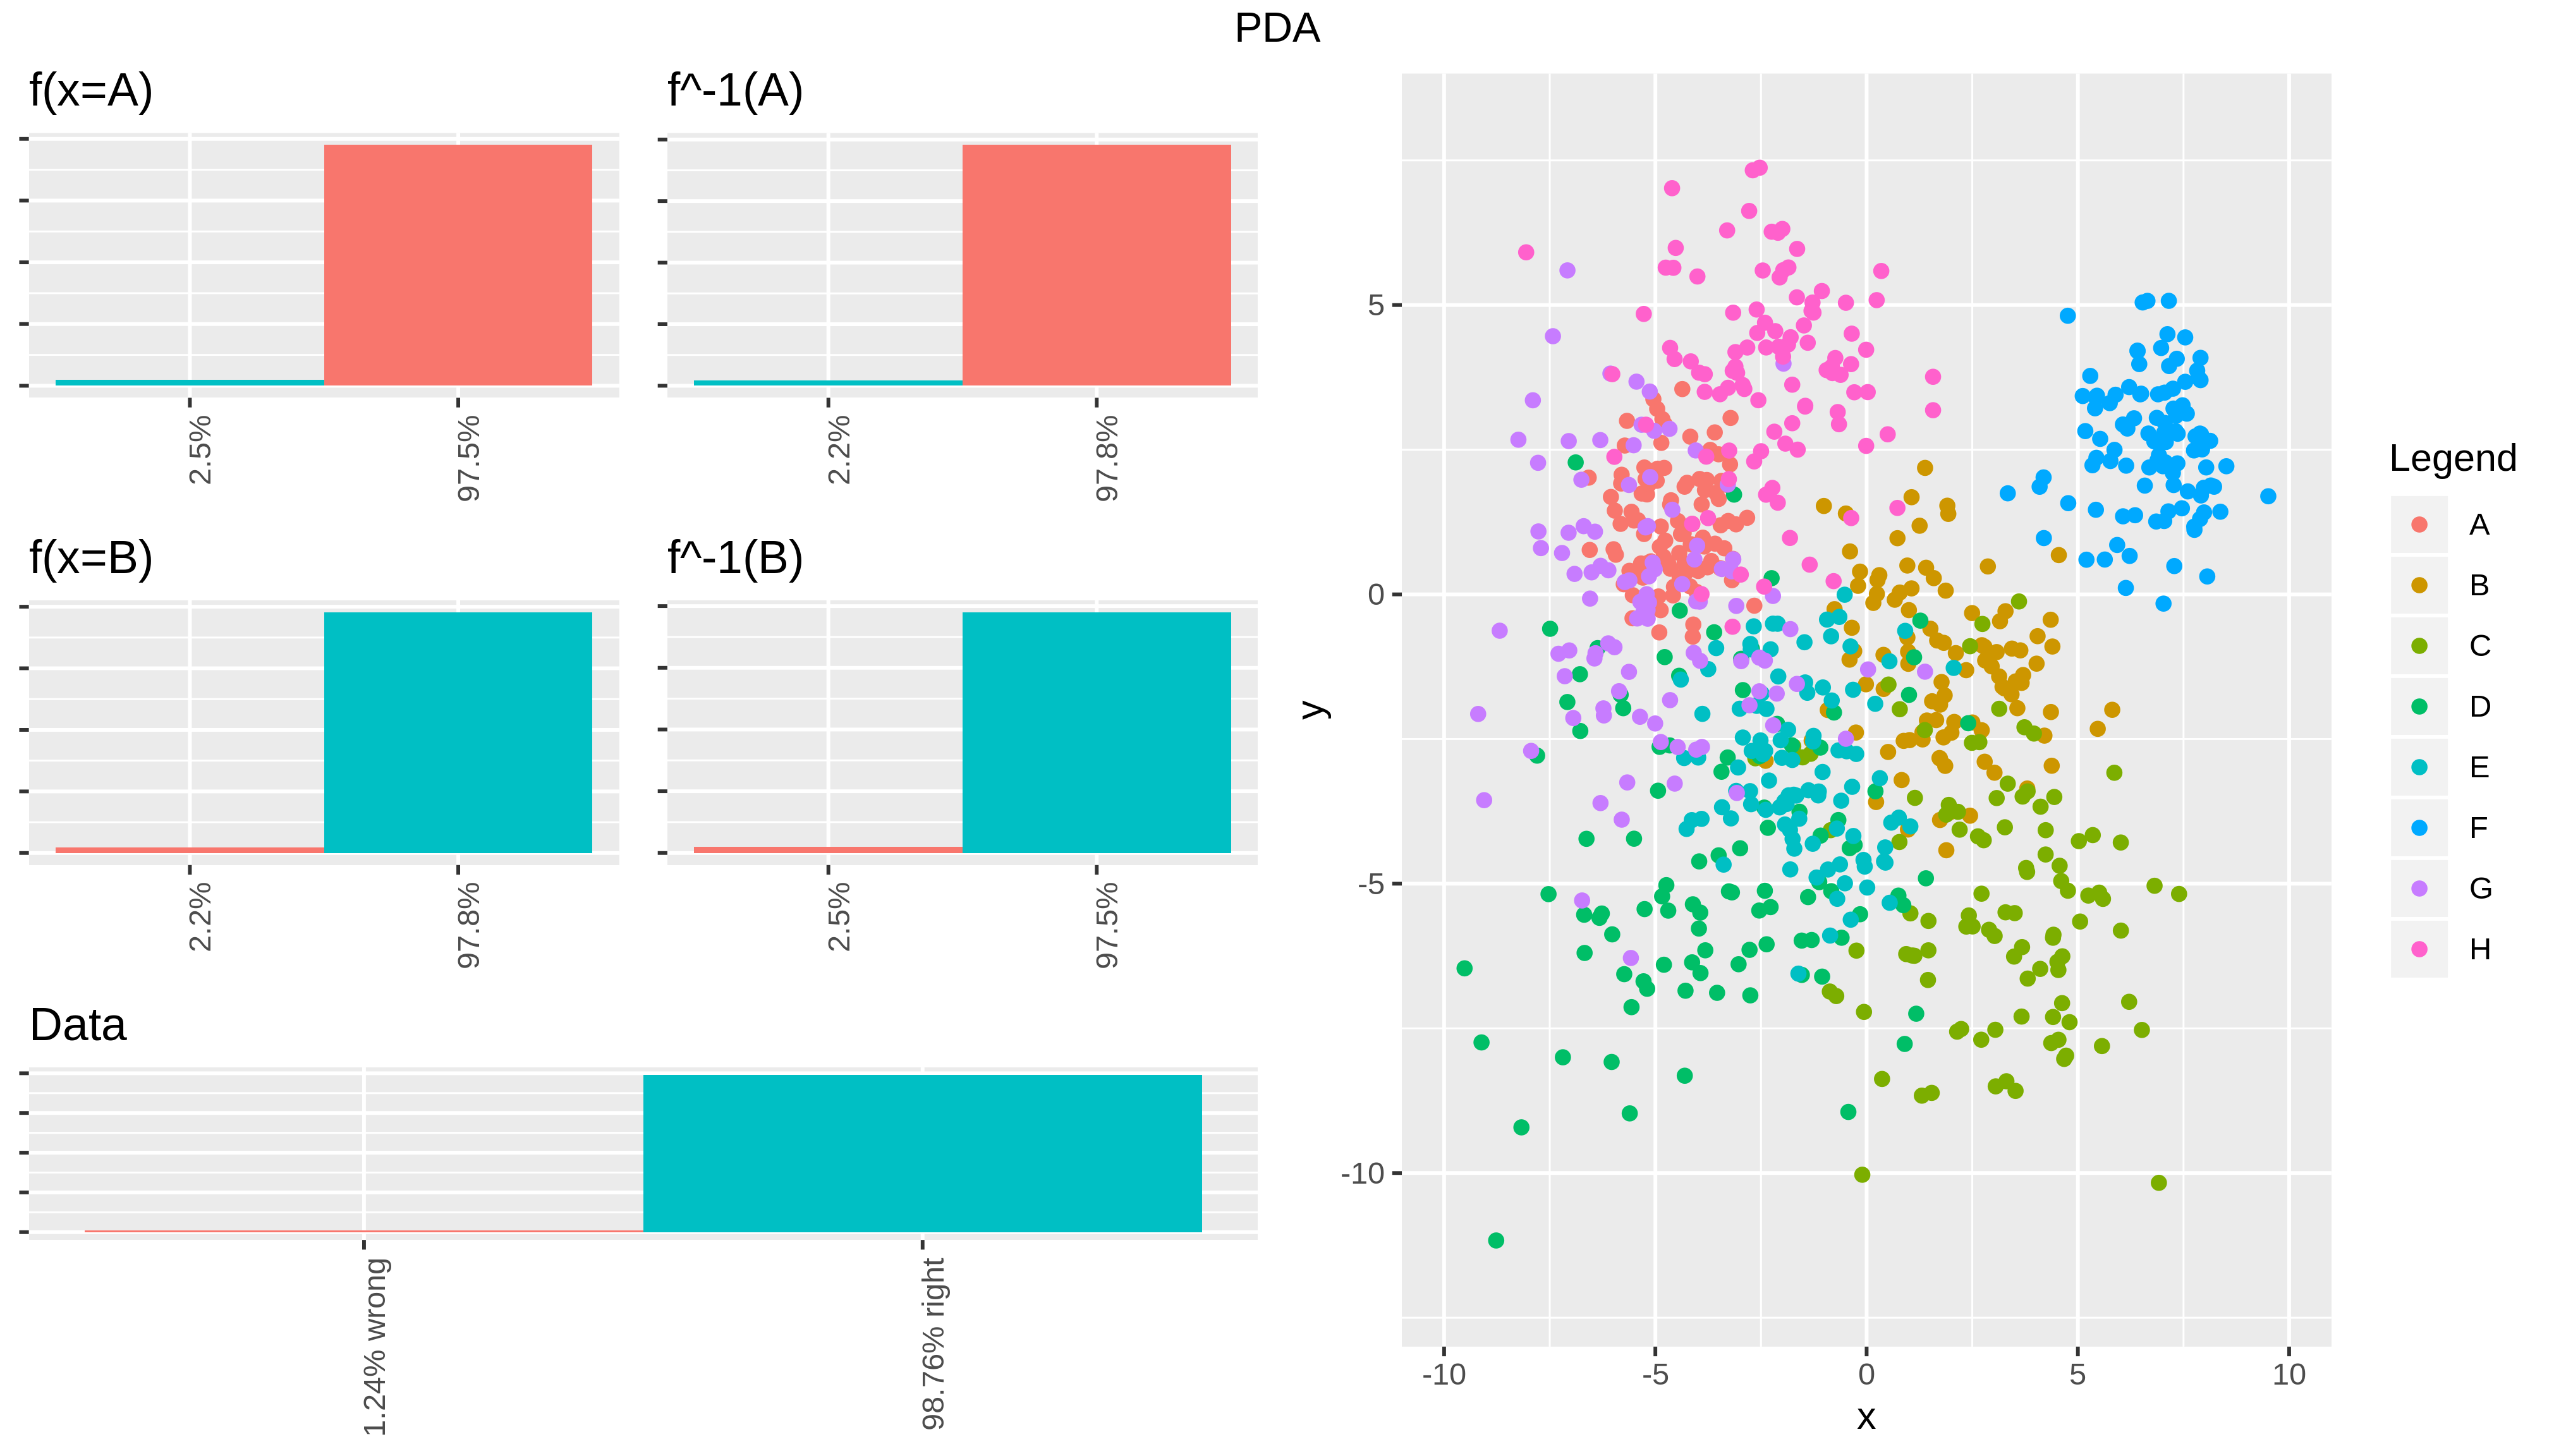 PDA
f(x=A)
2.5%
97.5%
f^-1(A)
2.2%
97.8%
f(x=B)
2.2%
97.8%
f^-1(B)
2.5%
97.5%
Data
1.24% wrong
98.76% right
y
5
0
-5
-10
-10
-5
0
5
10
x
Legend
A
B
C
D
E
F
G
H